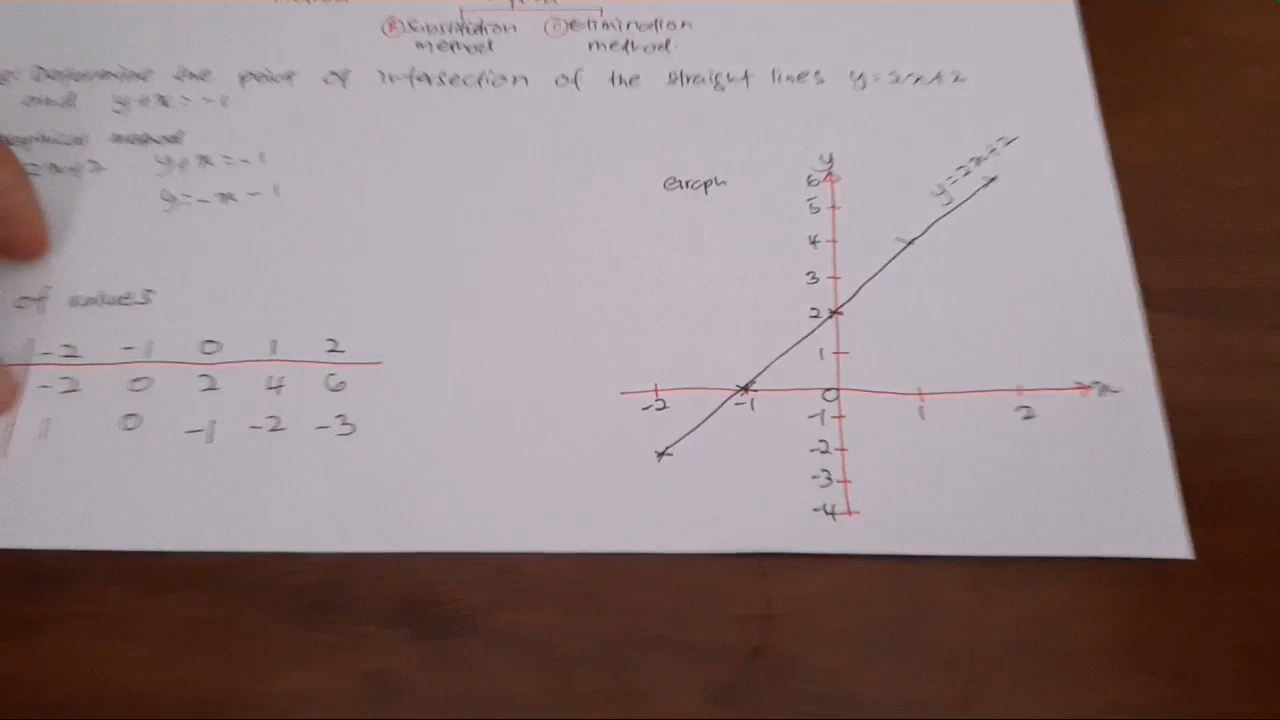 Ⓑ Substitution Ⓒ elimination
method method.
Determine the point of intersection of the straight lines y=2x+2
and y+x=-1
method
y+x=-1
y=-x-1
of values
-2 -1 0 1 2
-2 0 2 4 6
1 0 -1 -2 -3
Graph
y
6
5
4
3
2
1
0
-1
-2
-3
-4
-2 -1 1 2 x
y=2x+2